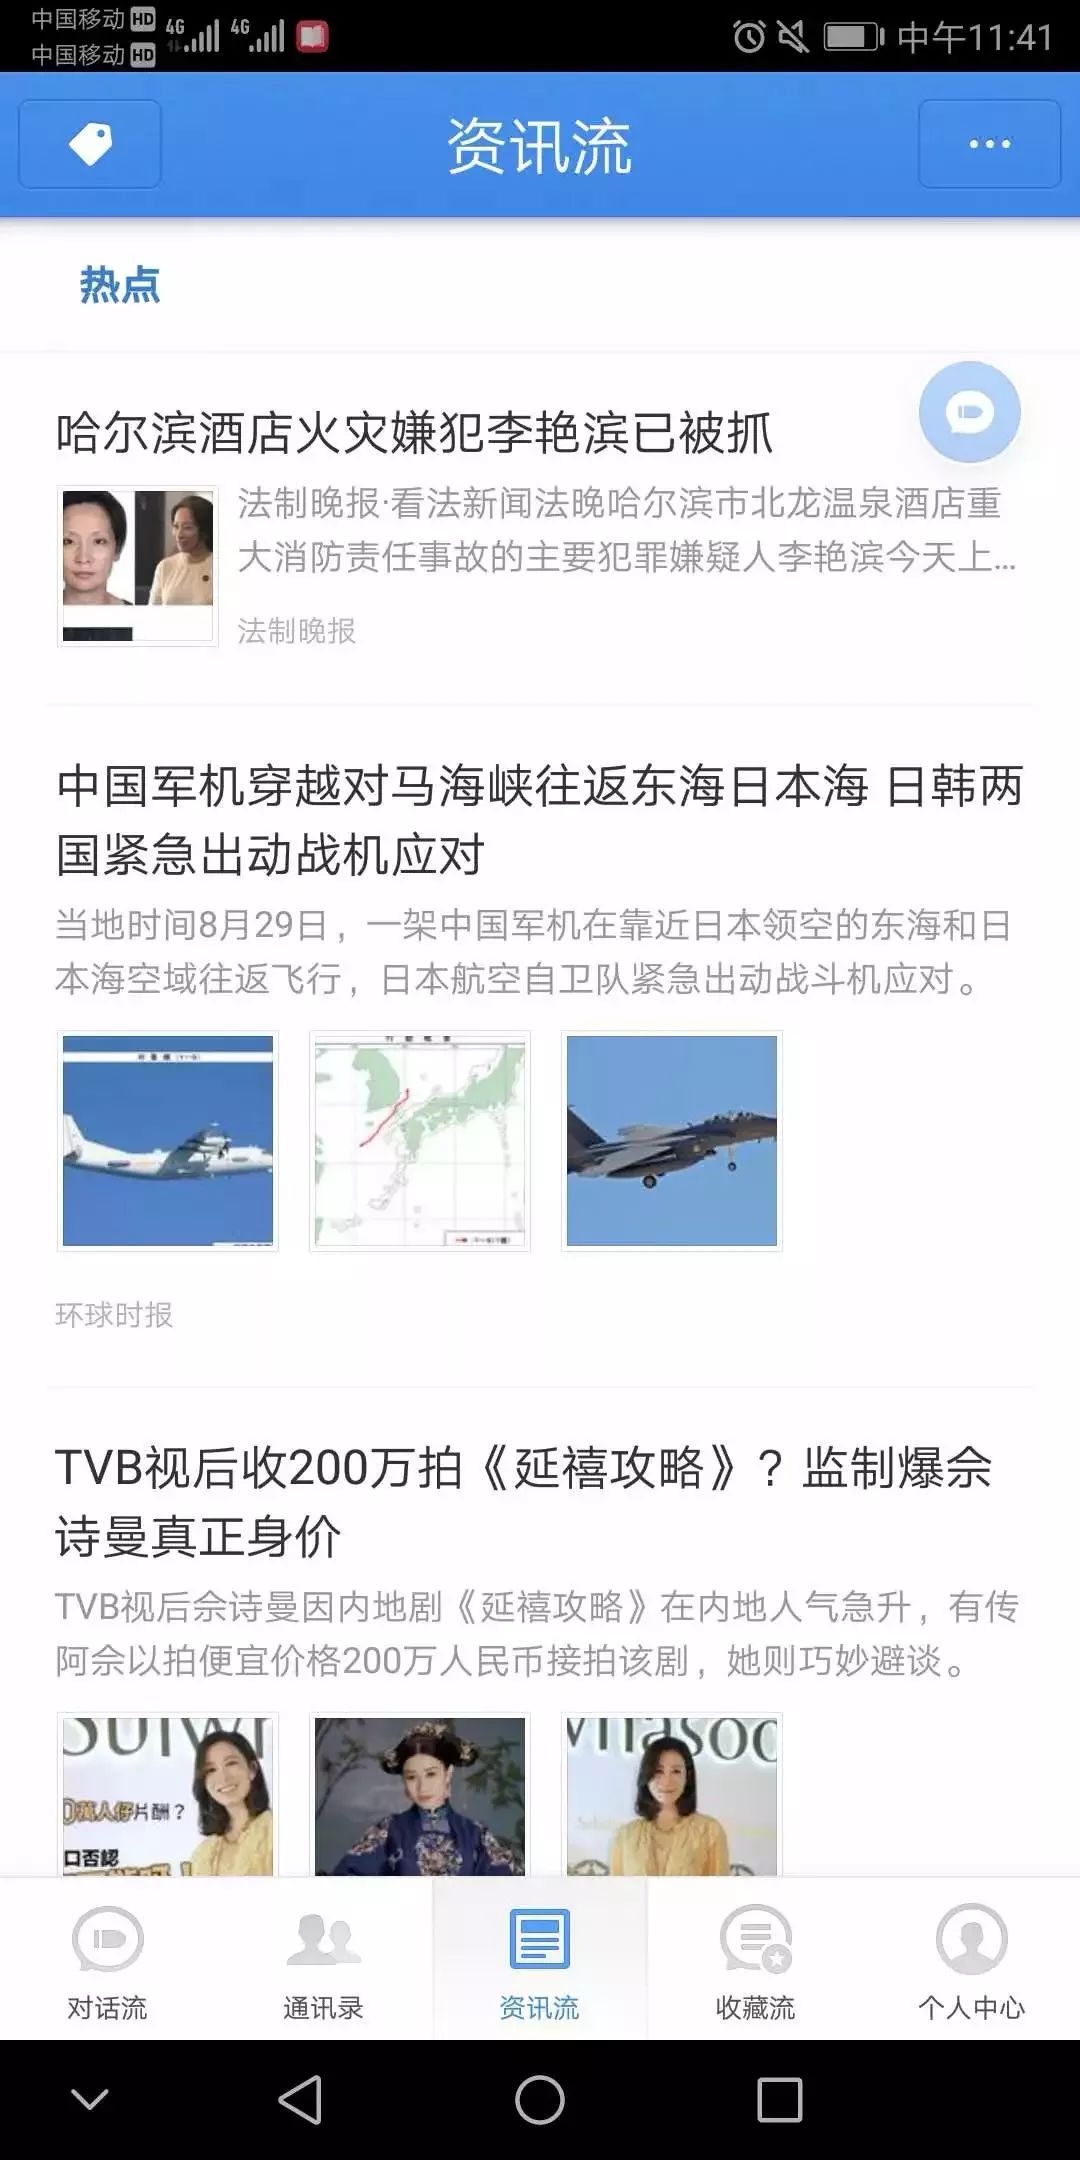 中国移动 HD 4G 4G 中午11:41
中国移动 HD
资讯流
热点
哈尔滨酒店火灾嫌犯李艳滨已被抓
法制晚报·看法新闻法晚哈尔滨市北龙温泉酒店重
大消防责任事故的主要犯罪嫌疑人李艳滨今天上...
法制晚报
中国军机穿越对马海峡往返东海日本海 日韩两
国紧急出动战机应对
当地时间8月29日，一架中国军机在靠近日本领空的东海和日
本海空域往返飞行，日本航空自卫队紧急出动战斗机应对。
环球时报
TVB视后收200万拍《延禧攻略》？监制爆佘
诗曼真正身价
TVB视后佘诗曼因内地剧《延禧攻略》在内地人气急升，有传
阿佘以拍便宜价格200万人民币接拍该剧，她则巧妙避谈。
萬人仔片酬？
口否認
对话流 通讯录 资讯流 收藏流 个人中心